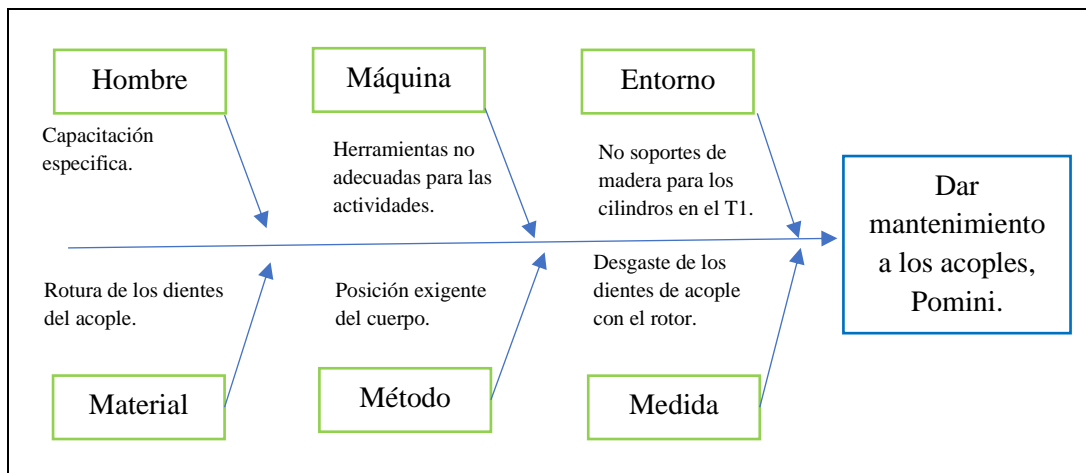 Hombre
Máquina
Entorno
Capacitación
especifica.
Herramientas no
adecuadas para las
actividades.
No soportes de
madera para los
cilindros en el T1.
Dar
mantenimiento
a los acoples,
Pomini.
Rotura de los dientes
del acople.
Posición exigente
del cuerpo.
Desgaste de los
dientes de acople
con el rotor.
Material
Método
Medida